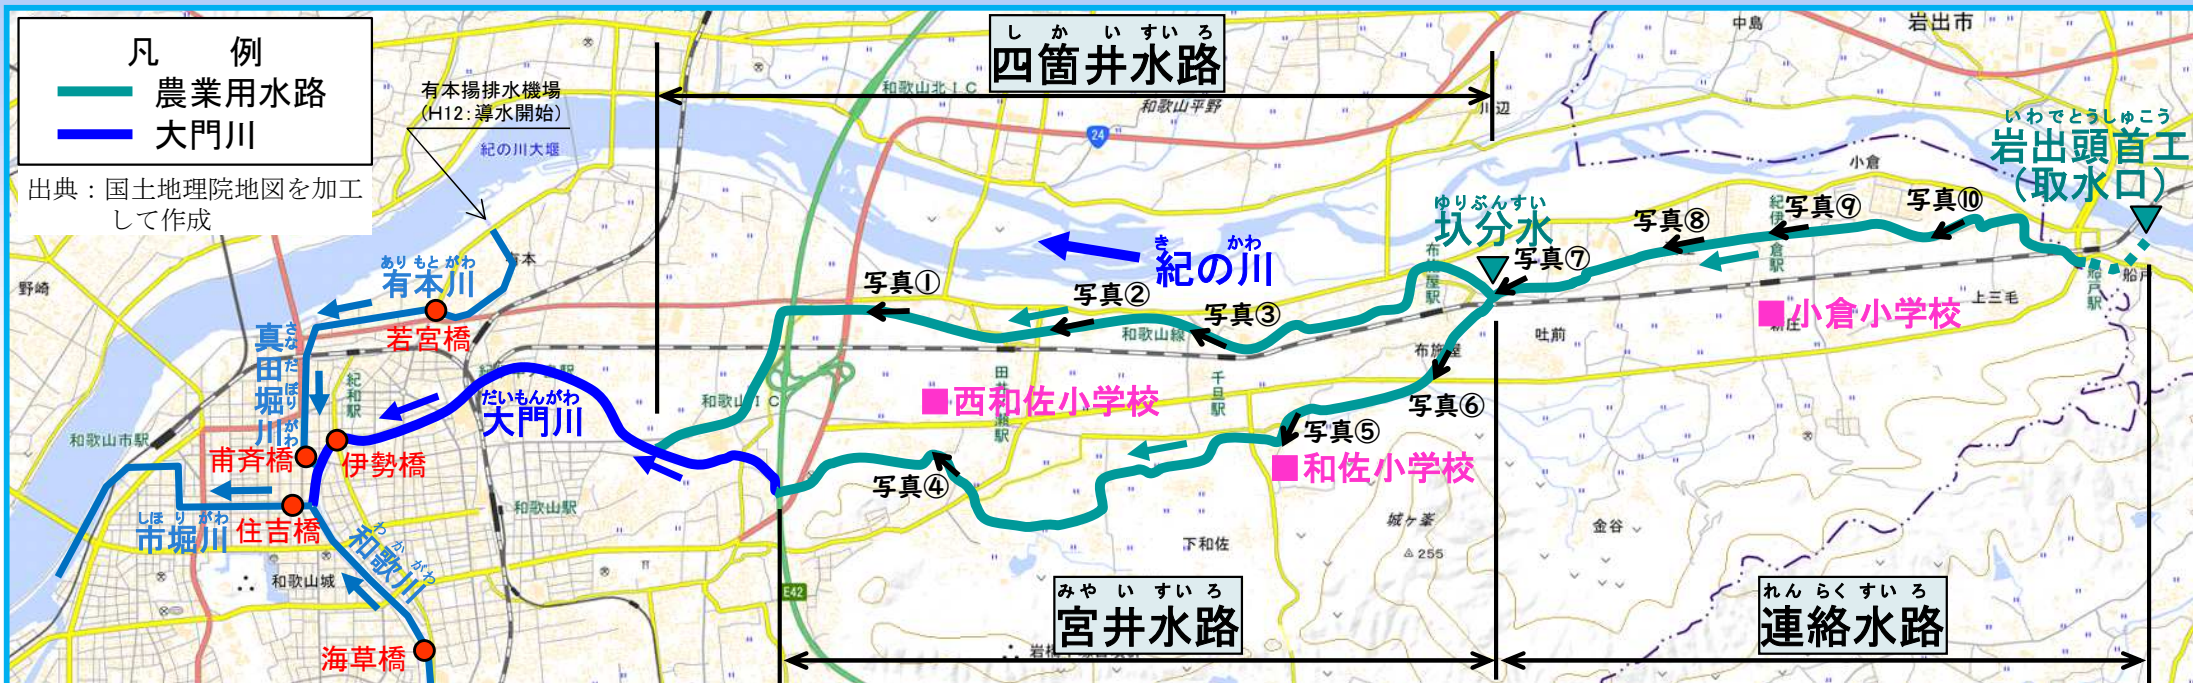 凡　例
農業用水路
大門川
出典：国土地理院地図を加工
して作成
有本揚排水機場
(H12:導水開始)
紀の川大堰
しかいすいろ
四箇井水路
和歌山北IC
和歌山平野
24
川辺
中島
岩出市
いわでとうしゅこう
岩出頭首工
(取水口)
小倉
ゆりぶんすい
圦分水
写真⑦
写真⑧
写真⑨
写真⑩
船戸
上三毛
■小倉小学校
吐前
布施屋
き　かわ
紀の川
写真①
写真②
写真③
和歌山線
千旦駅
■西和佐小学校
写真⑥
写真⑤
■和佐小学校
写真④
有本
ありもとがわ
有本川
若宮橋
野崎
さなだぼりがわ
真田堀川
紀和駅
だいもんがわ
大門川
和歌山市駅
甫斉橋
伊勢橋
和歌山駅
しほりがわ
市堀川
住吉橋
わかがわ
和歌川
和歌山城
海草橋
E42
下和佐
城ヶ峯
255
金谷
みやいすいろ
宮井水路
れんらくすいろ
連絡水路